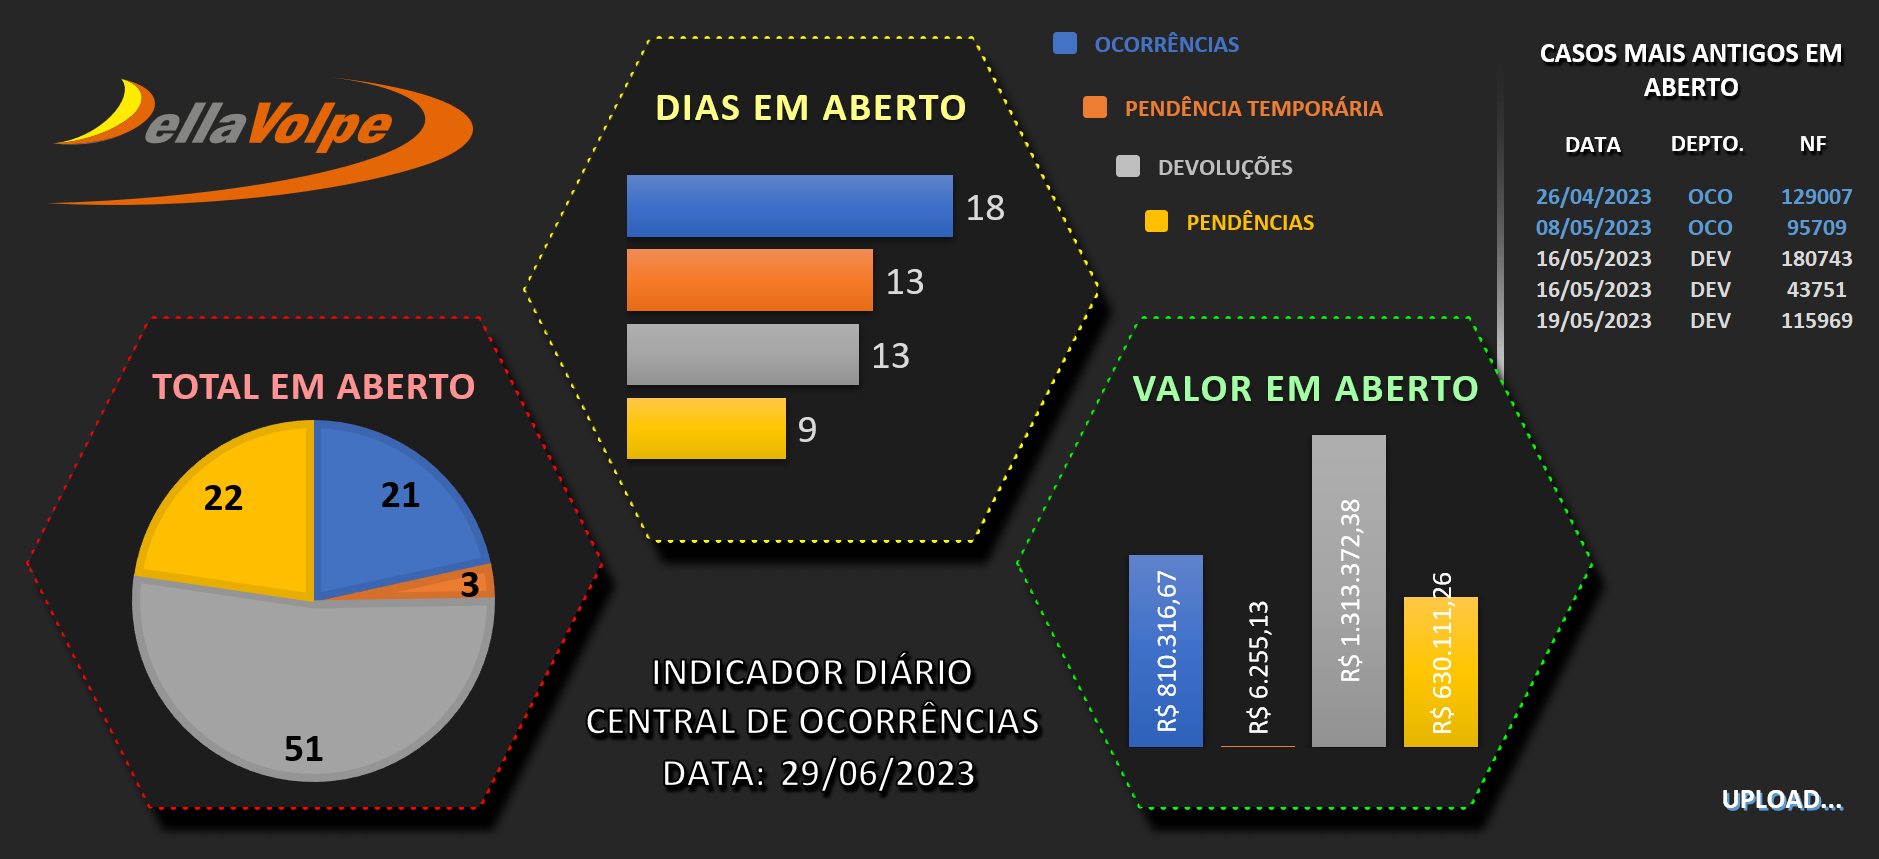 DellaVolpe
DIAS EM ABERTO
18
13
13
9
OCORRÊNCIAS
PENDÊNCIA TEMPORÁRIA
DEVOLUÇÕES
PENDÊNCIAS
CASOS MAIS ANTIGOS EM
ABERTO
DATA DEPTO. NF
26/04/2023 OCO 129007
08/05/2023 OCO 95709
16/05/2023 DEV 180743
16/05/2023 DEV 43751
19/05/2023 DEV 115969
TOTAL EM ABERTO
22
21
3
51
VALOR EM ABERTO
R$ 810.316,67
R$ 6.255,13
R$ 1.313.372,38
R$ 630.111,26
INDICADOR DIÁRIO
CENTRAL DE OCORRÊNCIAS
DATA: 29/06/2023
UPLOAD...